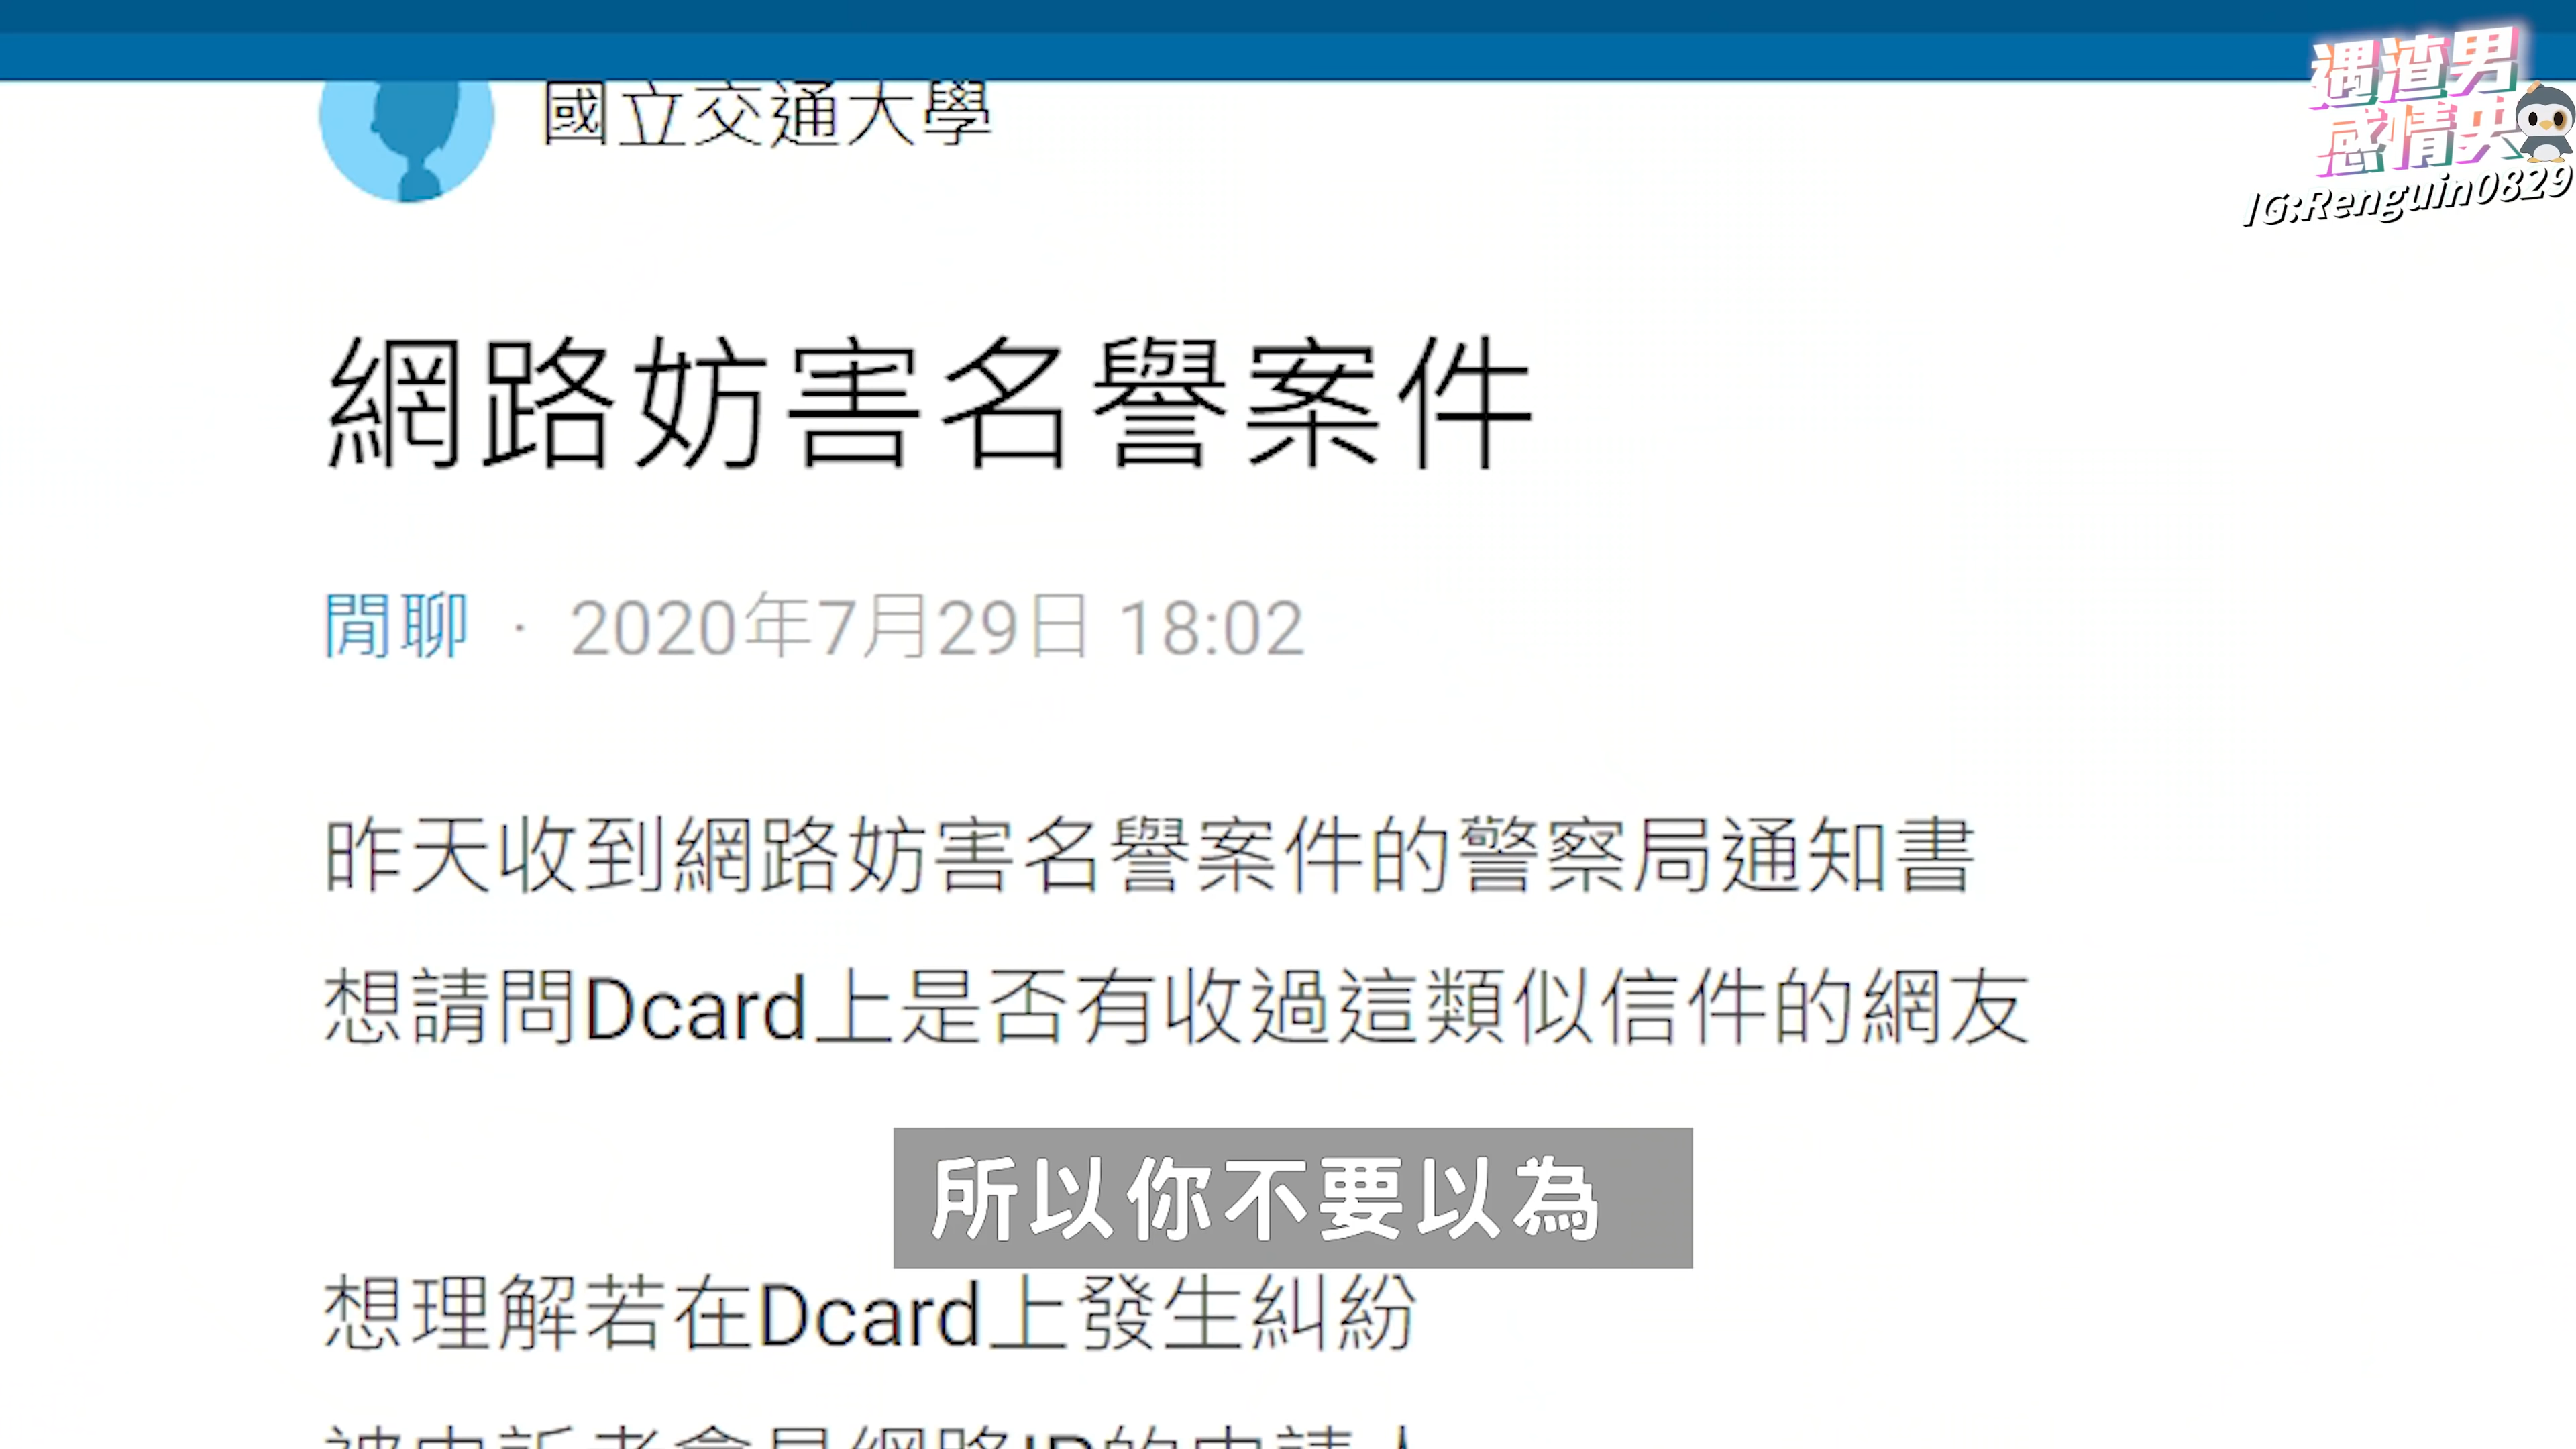 國立交通大學
遇渣男
感情史
IG:Renguin0829
網路妨害名譽案件
閒聊 · 2020年7月29日 18:02
昨天收到網路妨害名譽案件的警察局通知書
想請問Dcard上是否有收過這類似信件的網友
所以你不要以為
想理解若在Dcard上發生糾紛